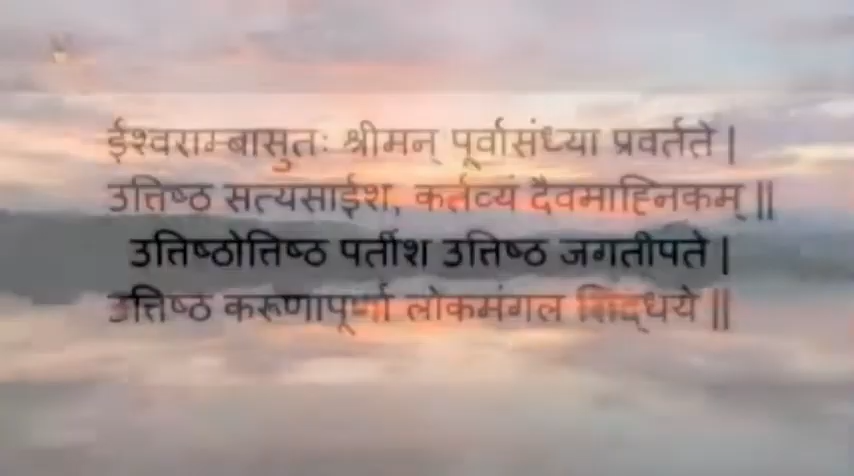 ईश्वराम्बासुतः श्रीमन् पूर्वासंध्या प्रवर्तते |
उत्तिष्ठ सत्यसाईश, कर्तव्यं दैवमाह्निकम् ||
उत्तिष्ठोत्तिष्ठ पर्तीश उत्तिष्ठ जगतीपते |
उत्तिष्ठ करूणापूर्णा लोकमंगल सिद्धये ||